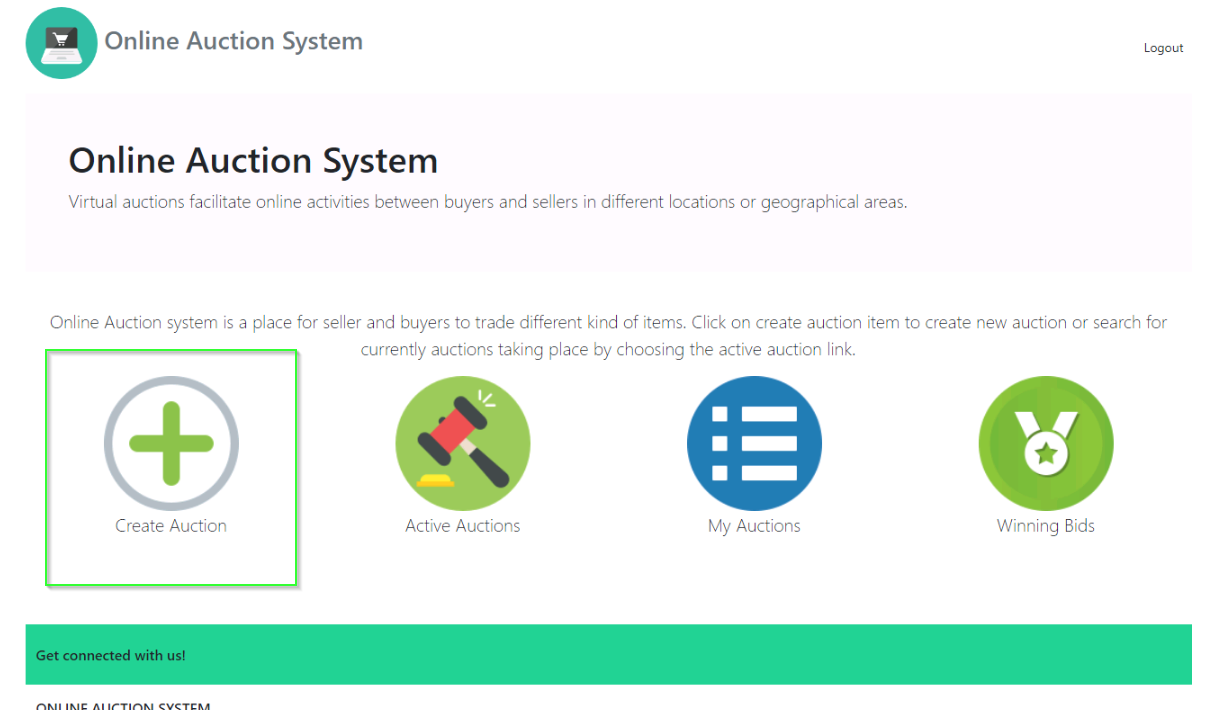 Online Auction System
Logout
Online Auction System
Virtual auctions facilitate online activities between buyers and sellers in different locations or geographical areas.
Online Auction system is a place for seller and buyers to trade different kind of items. Click on create auction item to create new auction or search for
currently auctions taking place by choosing the active auction link.
Create Auction
Active Auctions
My Auctions
Winning Bids
Get connected with us!
ONLINE AUCTION SYSTEM